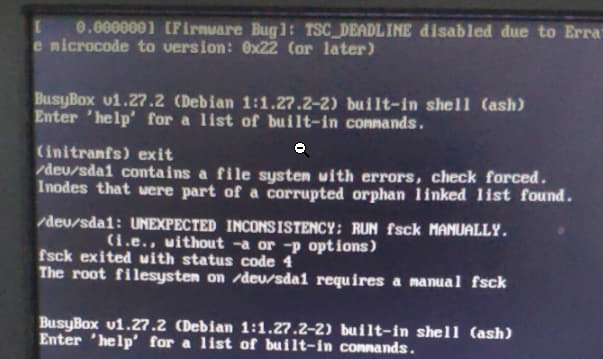 [    0.000000] [Firmware Bug]: TSC_DEADLINE disabled due to Errat
e microcode to version: 0x22 (or later)
BusyBox v1.27.2 (Debian 1:1.27.2-2) built-in shell (ash)
Enter 'help' for a list of built-in commands.
(initramfs) exit
/dev/sda1 contains a file system with errors, check forced.
Inodes that were part of a corrupted orphan linked list found.
/dev/sda1: UNEXPECTED INCONSISTENCY; RUN fsck MANUALLY.
(i.e., without -a or -p options)
fsck exited with status code 4
The root filesystem on /dev/sda1 requires a manual fsck
BusyBox v1.27.2 (Debian 1:1.27.2-2) built-in shell (ash)
Enter 'help' for a list of built-in commands.